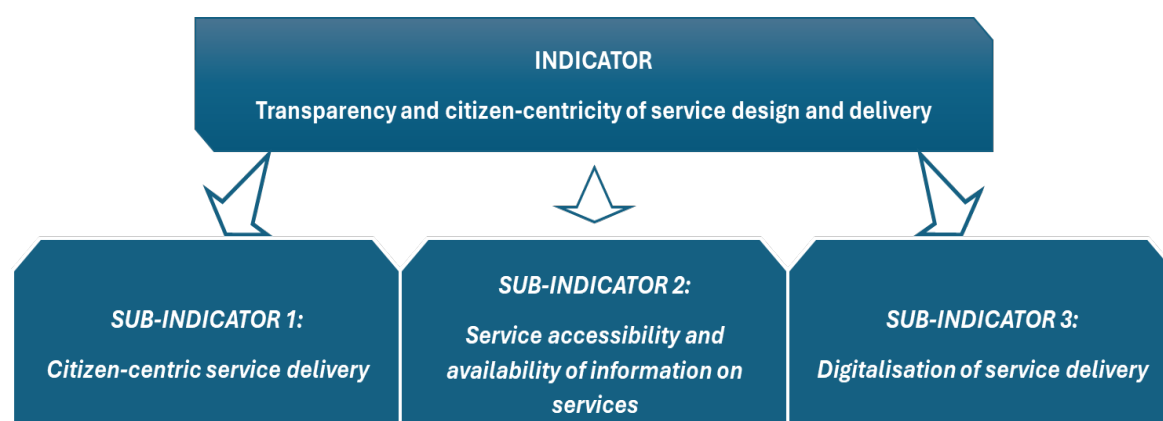 INDICATOR
Transparency and citizen-centricity of service design and delivery
SUB-INDICATOR 1:
Citizen-centric service delivery
SUB-INDICATOR 2:
Service accessibility and
availability of information on
services
SUB-INDICATOR 3:
Digitalisation of service delivery